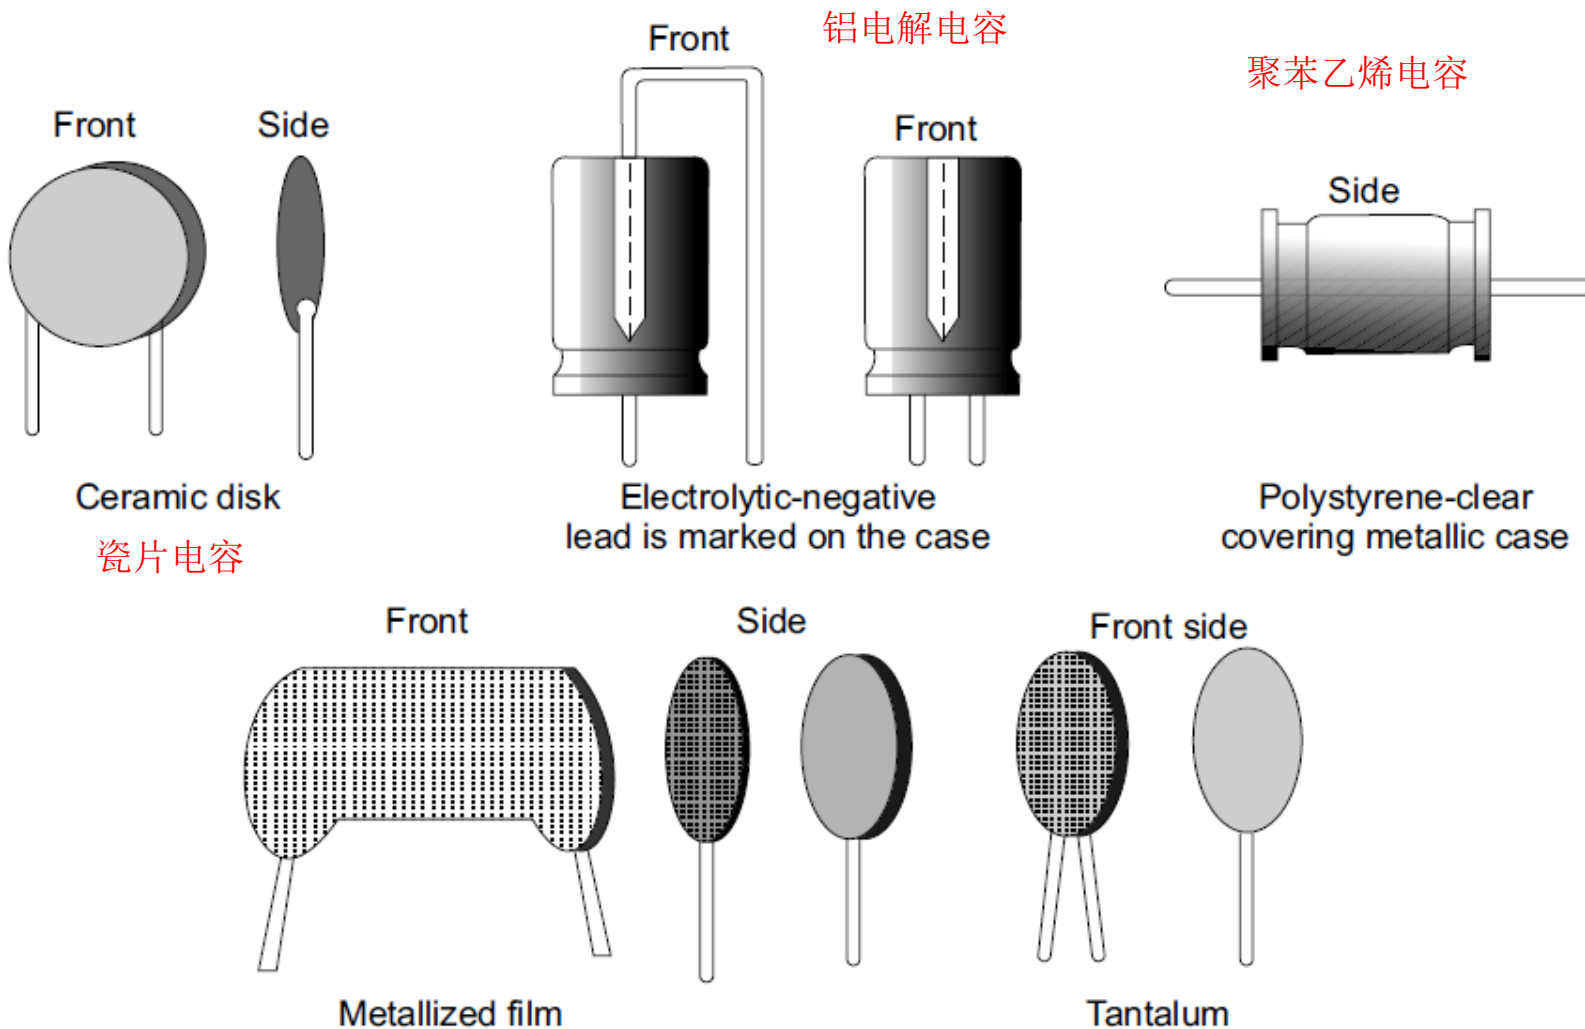 Front
铝电解电容
聚苯乙烯电容
Front
Side
Front
Side
Ceramic disk
瓷片电容
Electrolytic-negative
lead is marked on the case
Polystyrene-clear
covering metallic case
Front
Side
Front side
Metallized film
Tantalum